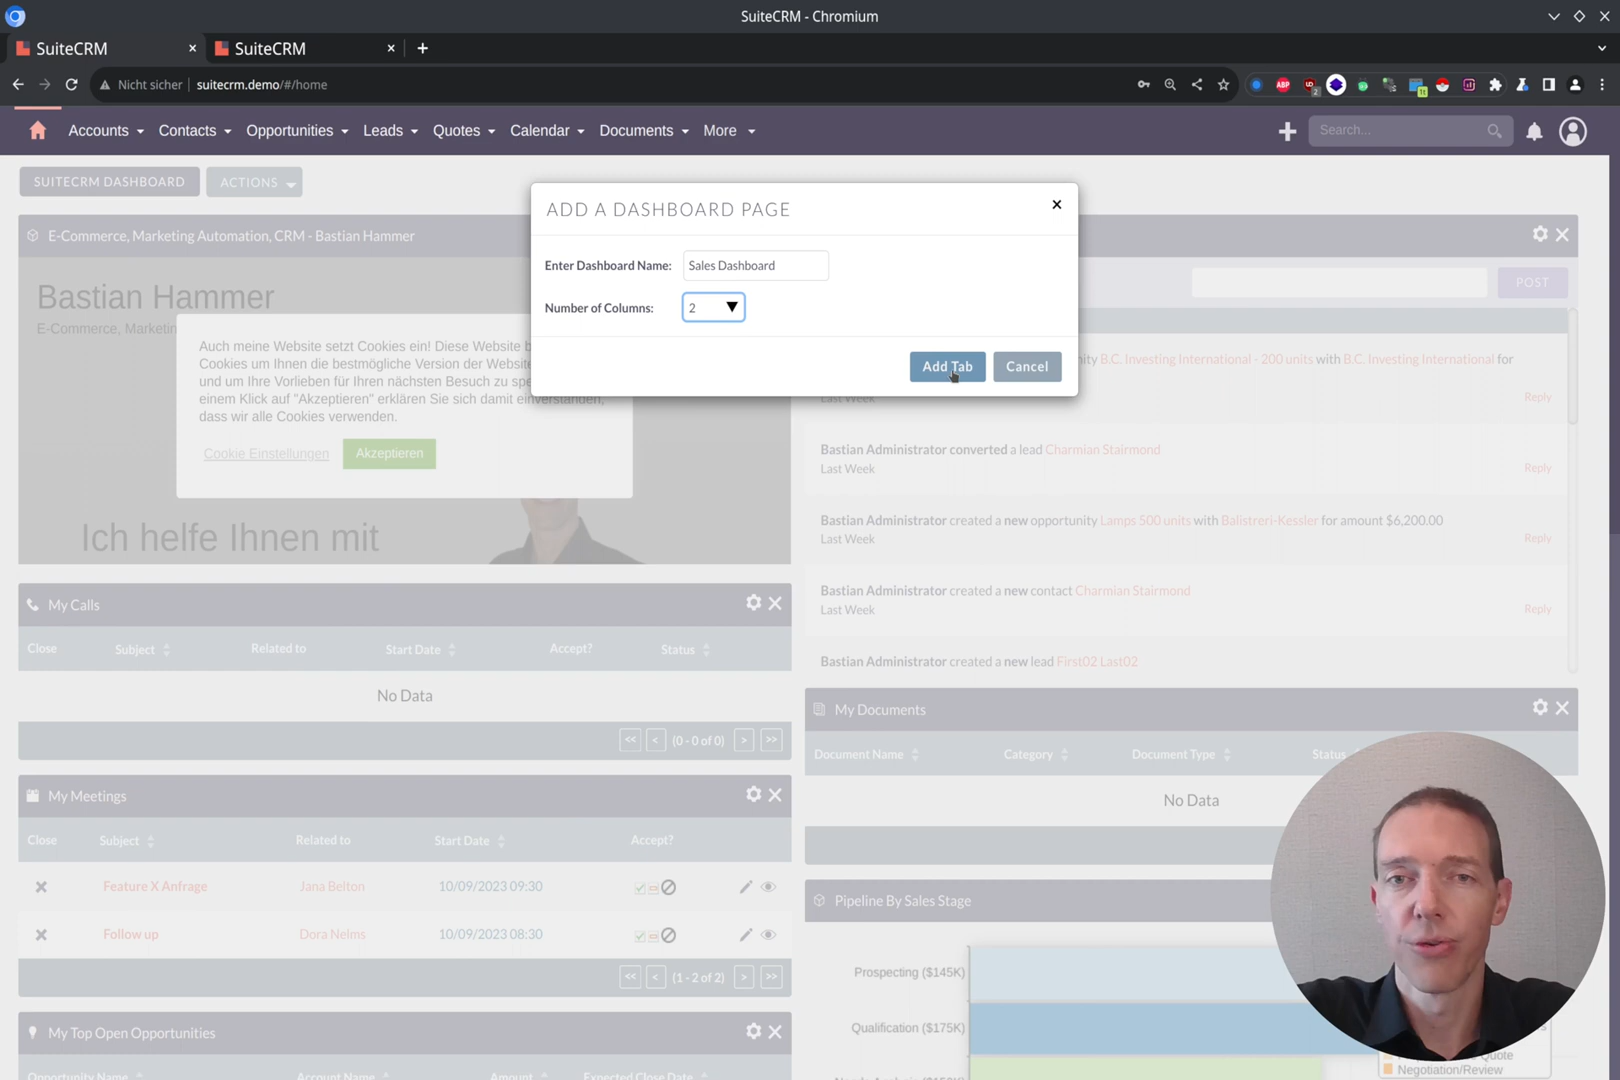 SuiteCRM - Chromium
SuiteCRM
SuiteCRM
Nicht sicher
suitecrm.demo/#/home
ABP
Accounts
Contacts
Opportunities
Leads
Quotes
Calendar
Documents
More
Search...
SUITECRM DASHBOARD
ACTIONS
ADD A DASHBOARD PAGE
Enter Dashboard Name:
Sales Dashboard
Number of Columns:
2
Add Tab
Cancel
E-Commerce, Marketing Automation, CRM - Bastian Hammer
Bastian Hammer
E-Commerce, Marketin
Auch meine Website setzt Cookies ein! Diese Website b
Cookies um Ihnen die bestmögliche Version der Website
und um Ihre Vorlieben für Ihren nächsten Besuch zu spe
einem Klick auf "Akzeptieren" erklären Sie sich damit einverstanden,
dass wir alle Cookies verwenden.
Cookie Einstellungen
Akzeptieren
Ich helfe Ihnen mit
POST
ity B.C. Investing International - 200 units with B.C. Investing International for
Last Week
Reply
Bastian Administrator converted a lead Charmian Stairmond
Last Week
Reply
Bastian Administrator created a new opportunity Lamps 500 units with Balistreri-Kessler for amount $6,200.00
Last Week
Reply
Bastian Administrator created a new contact Charmian Stairmond
Last Week
Reply
Bastian Administrator created a new lead First02 Last02
My Calls
Close
Subject
Related to
Start Date
Accept?
Status
No Data
<<
<
(0 - 0 of 0)
>
>>
My Meetings
Close
Subject
Related to
Start Date
Accept?
Feature X Anfrage
Jana Belton
10/09/2023 09:30
Follow up
Dora Nelms
10/09/2023 08:30
<<
<
(1 - 2 of 2)
>
>>
My Top Open Opportunities
Opportunity Name
Account Name
Amount
Expected Close Date
My Documents
Document Name
Category
Document Type
Status
No Data
Pipeline By Sales Stage
Prospecting ($145K)
Qualification ($175K)
Quote
Negotiation/Review